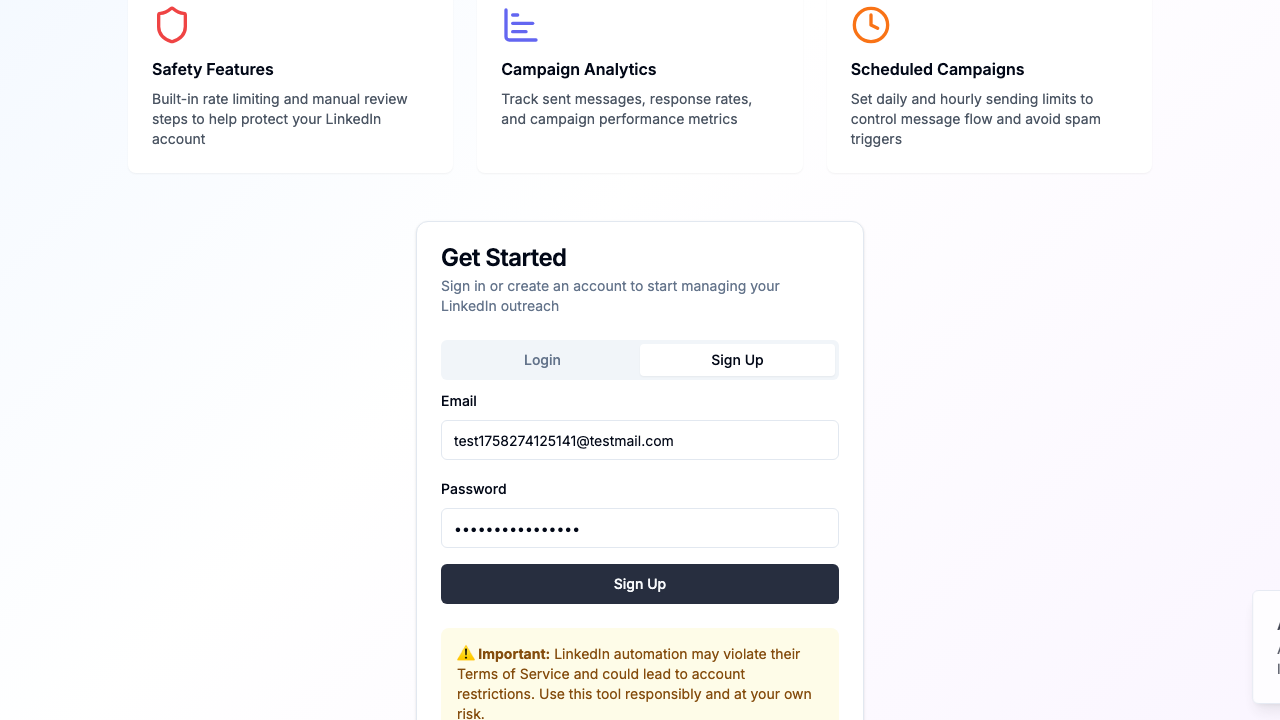 Safety Features
Built-in rate limiting and manual review
steps to help protect your LinkedIn
account
Campaign Analytics
Track sent messages, response rates,
and campaign performance metrics
Scheduled Campaigns
Set daily and hourly sending limits to
control message flow and avoid spam
triggers
Get Started
Sign in or create an account to start managing your
LinkedIn outreach
Login
Sign Up
Email
test1758274125141@testmail.com
Password
••••••••••••••••
Sign Up
⚠️ Important: LinkedIn automation may violate their
Terms of Service and could lead to account
restrictions. Use this tool responsibly and at your own
risk.